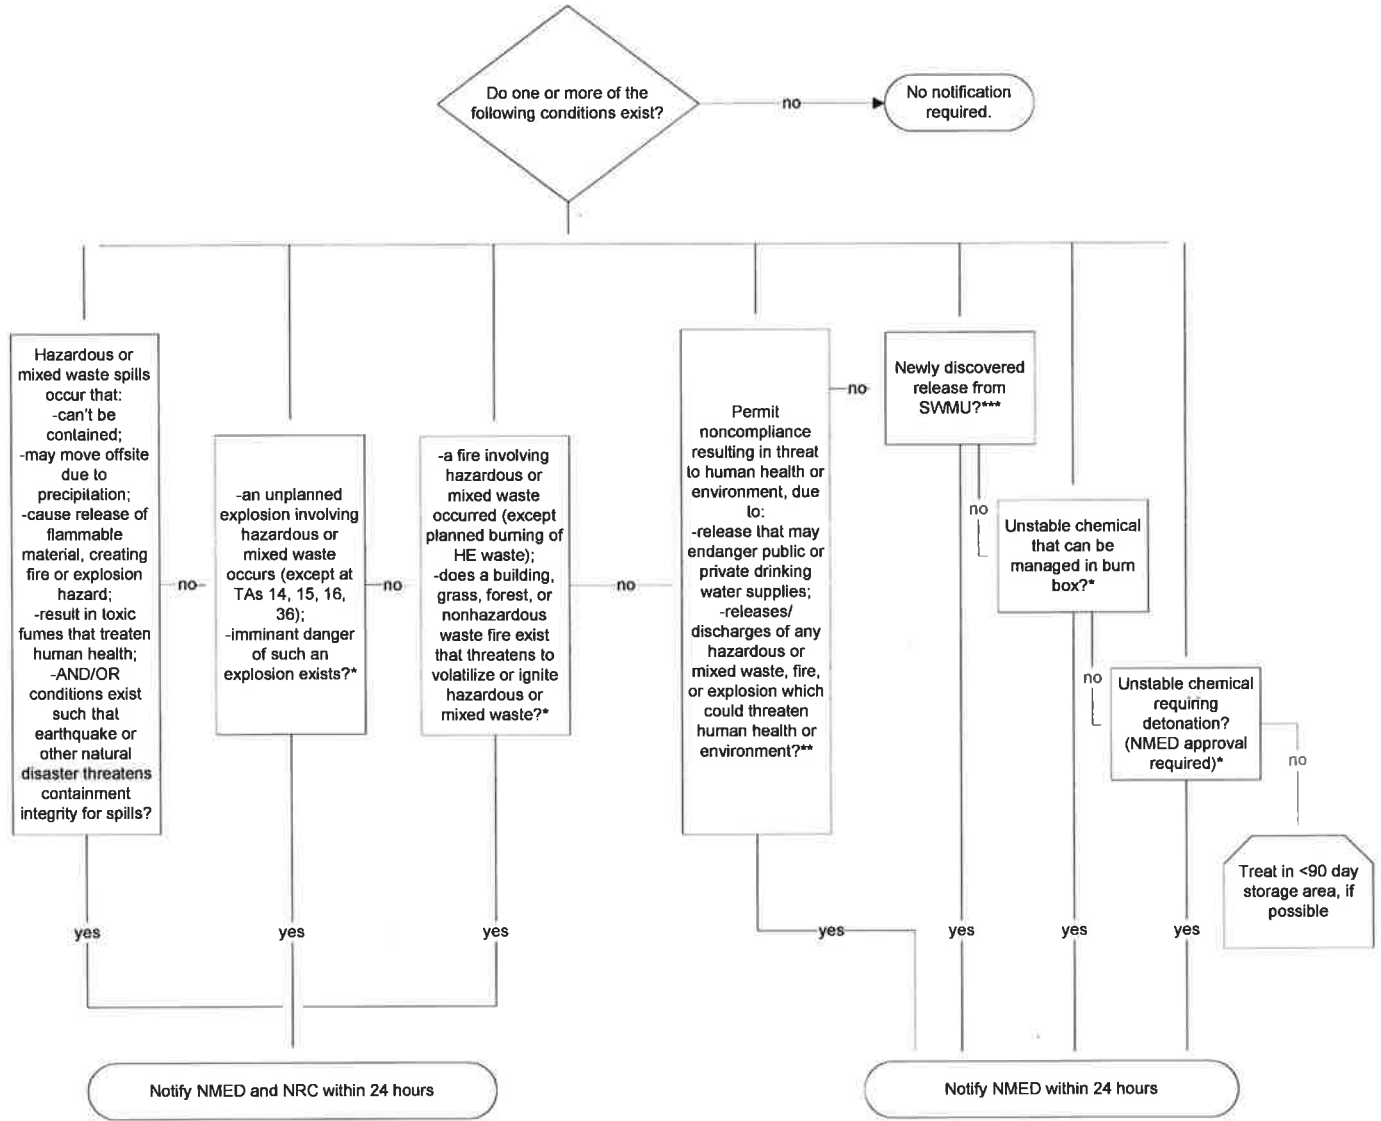 Do one or more of the
following conditions exist?
no
No notification
required.
Hazardous or
mixed waste spills
occur that:
-can't be
contained;
-may move offsite
due to
precipitation;
-cause release of
flammable
material, creating
fire or explosion
hazard;
-result in toxic
fumes that treaten
human health;
-AND/OR
conditions exist
such that
earthquake or
other natural
disaster threatens
containment
integrity for spills?
no
-an unplanned
explosion involving
hazardous or
mixed waste
occurs (except at
TAs 14, 15, 16,
36);
-imminant danger
of such an
explosion exists?*
no
-a fire involving
hazardous or
mixed waste
occurred (except
planned burning of
HE waste);
-does a building,
grass, forest, or
nonhazardous
waste fire exist
that threatens to
volatilize or ignite
hazardous or
mixed waste?*
no
Permit
noncompliance
resulting in threat
to human health or
environment, due
to:
-release that may
endanger public or
private drinking
water supplies;
-releases/
discharges of any
hazardous or
mixed waste, fire,
or explosion which
could threaten
human health or
environment?**
no
Newly discovered
release from
SWMU?***
no
Unstable chemical
that can be
managed in burn
box?*
no
Unstable chemical
requiring
detonation?
(NMED approval
required)*
no
Treat in <90 day
storage area, if
possible
yes
yes
yes
yes
yes
yes
yes
Notify NMED and NRC within 24 hours
Notify NMED within 24 hours